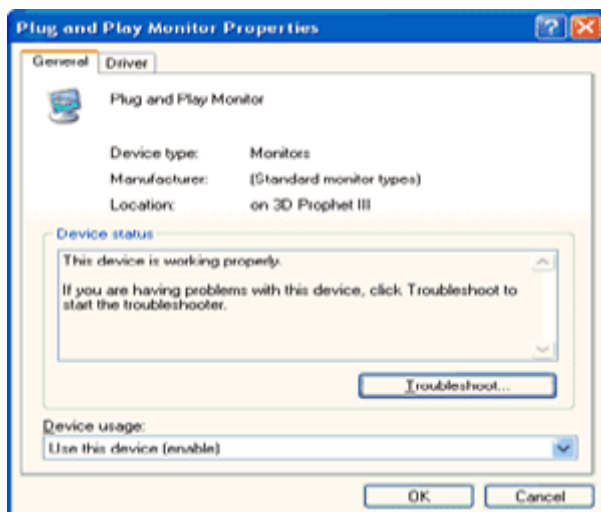 Plug and Play Monitor Properties
General Driver
Plug and Play Monitor
Device type: Monitors
Manufacturer: (Standard monitor types)
Location: on 3D Prophet III
Device status
This device is working properly.
If you are having problems with this device, click Troubleshoot to
start the troubleshooter.
Troubleshoot...
Device usage:
Use this device (enable)
OK Cancel